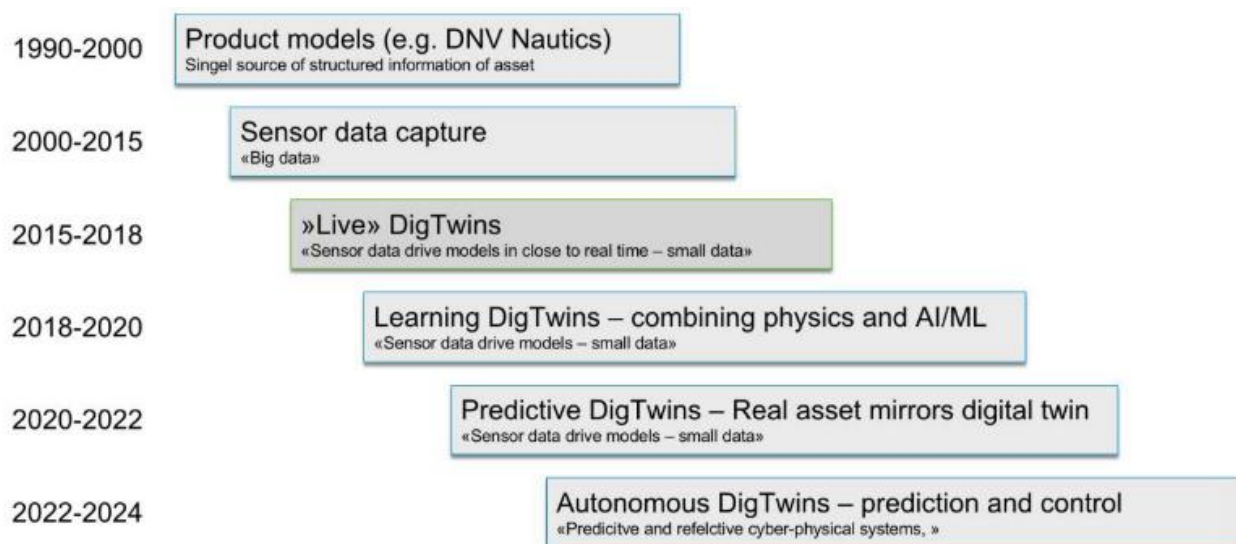 1990-2000
Product models (e.g. DNV Nautics)
Singel source of structured information of asset
2000-2015
Sensor data capture
«Big data»
2015-2018
»Live» DigTwins
«Sensor data drive models in close to real time – small data»
2018-2020
Learning DigTwins – combining physics and AI/ML
«Sensor data drive models – small data»
2020-2022
Predictive DigTwins – Real asset mirrors digital twin
«Sensor data drive models – small data»
2022-2024
Autonomous DigTwins – prediction and control
«Predicitve and refelctive cyber-physical systems, »